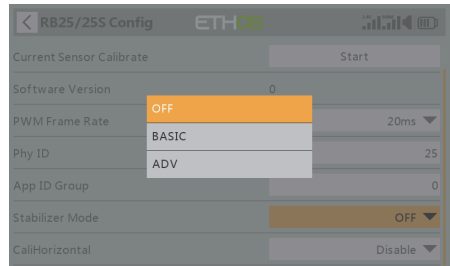 RB25/25S Config ETHOS
Current Sensor Calibrate Start
Software Version 0
OFF
PWM Frame Rate 20ms
BASIC
Phy ID 25
ADV
App ID Group 0
Stabilizer Mode OFF
CaliHorizontal Disable